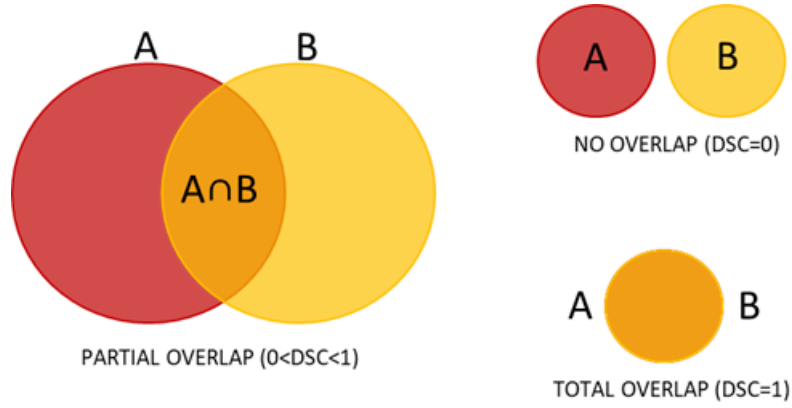 A B
A∩B
PARTIAL OVERLAP (0<DSC<1)
A B
NO OVERLAP (DSC=0)
A B
TOTAL OVERLAP (DSC=1)